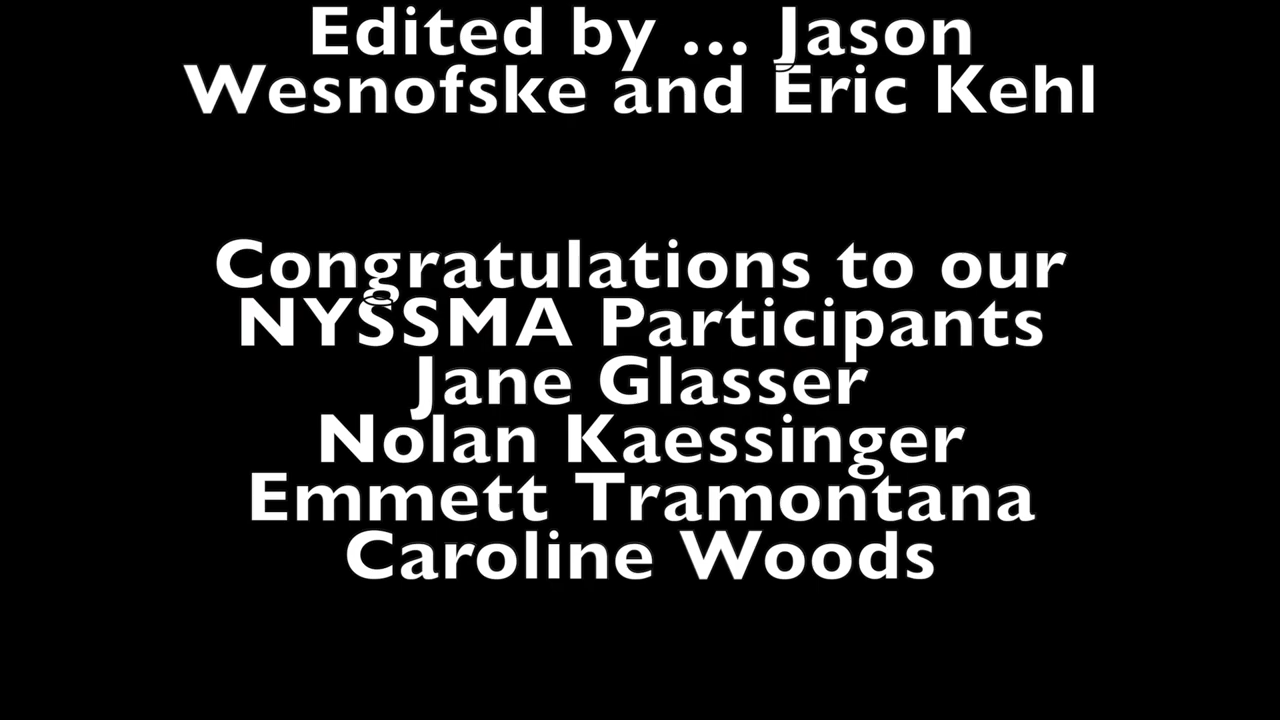 Edited by ... Jason
Wesnofske and Eric Kehl
Congratulations to our
NYSSMA Participants
Jane Glasser
Nolan Kaessinger
Emmett Tramontana
Caroline Woods